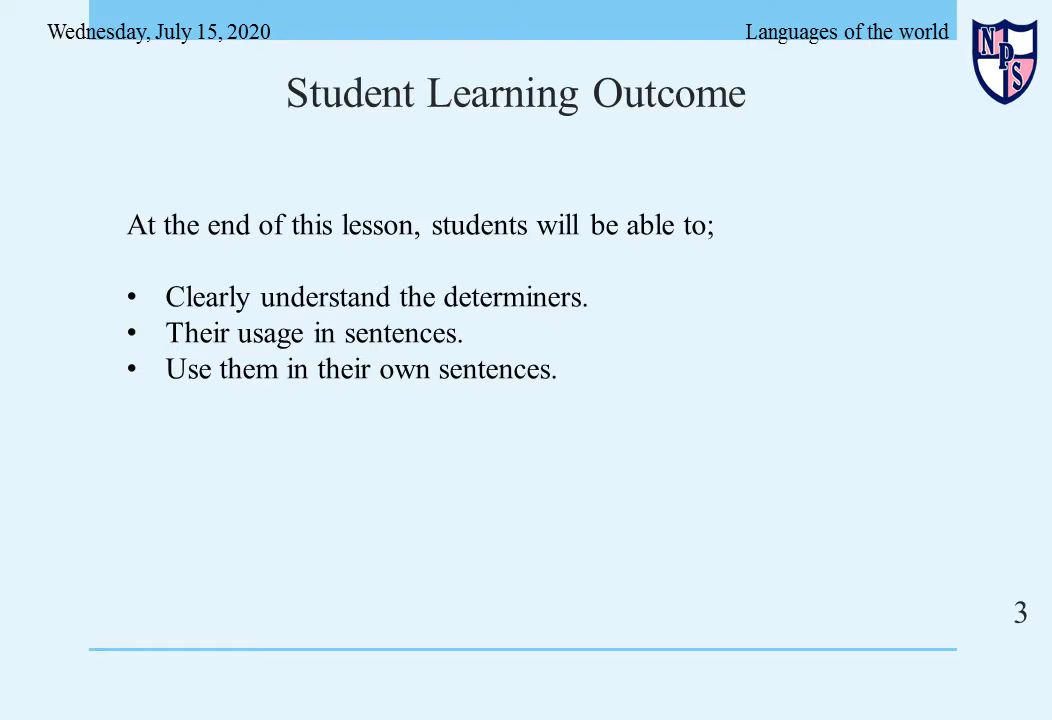 Wednesday, July 15, 2020
Languages of the world
NPS
Student Learning Outcome
At the end of this lesson, students will be able to;
• Clearly understand the determiners.
• Their usage in sentences.
• Use them in their own sentences.
3